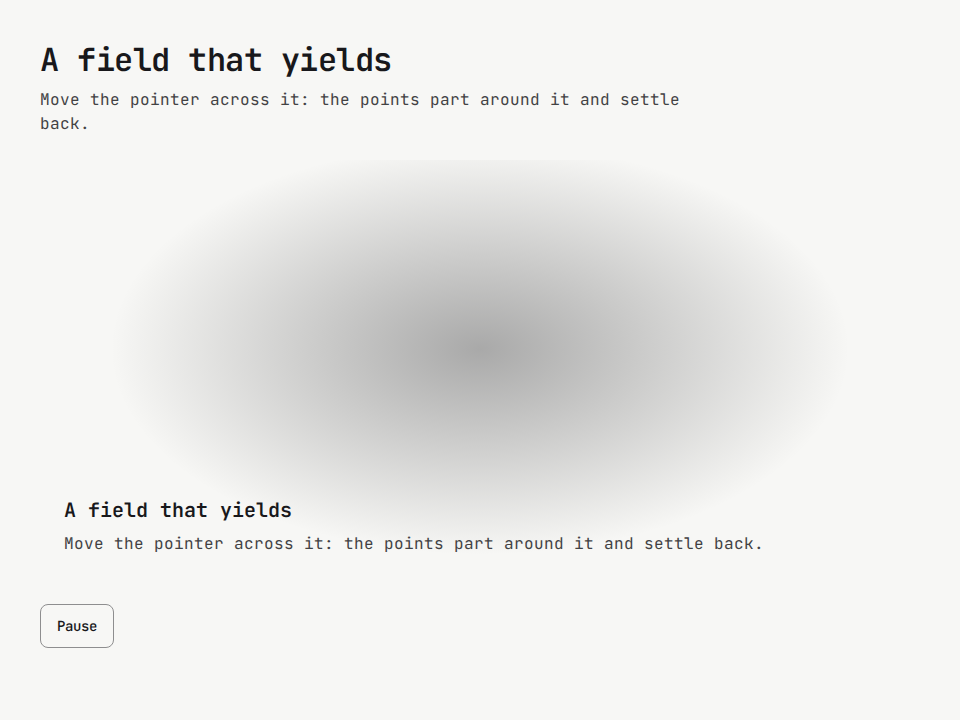 A field that yields
Move the pointer across it: the points part around it and settle
back.
A field that yields
Move the pointer across it: the points part around it and settle back.
Pause